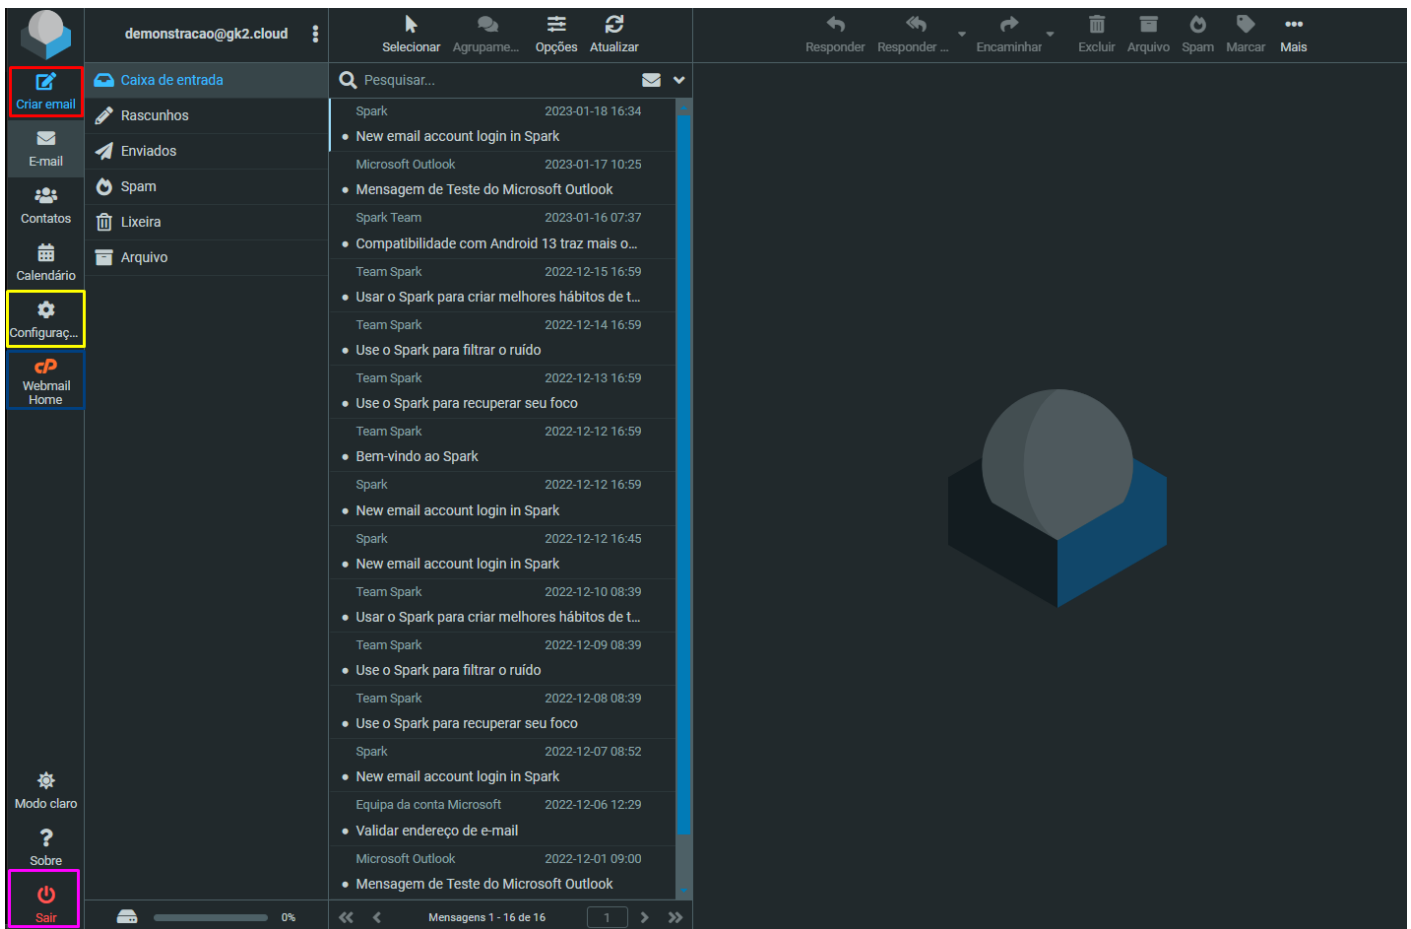 demonstracao@gk2.cloud
Selecionar Agrupame... Opções Atualizar
Responder Responder ... Encaminhar Excluir Arquivo Spam Marcar Mais
Criar email
E-mail
Contatos
Calendário
Configuraç...
cP
Webmail
Home
Modo claro
Sobre
Sair
Caixa de entrada
Rascunhos
Enviados
Spam
Lixeira
Arquivo
0%
Pesquisar...
Spark 2023-01-18 16:34
• New email account login in Spark
Microsoft Outlook 2023-01-17 10:25
• Mensagem de Teste do Microsoft Outlook
Spark Team 2023-01-16 07:37
• Compatibilidade com Android 13 traz mais o...
Team Spark 2022-12-15 16:59
• Usar o Spark para criar melhores hábitos de t...
Team Spark 2022-12-14 16:59
• Use o Spark para filtrar o ruído
Team Spark 2022-12-13 16:59
• Use o Spark para recuperar seu foco
Team Spark 2022-12-12 16:59
• Bem-vindo ao Spark
Spark 2022-12-12 16:59
• New email account login in Spark
Spark 2022-12-12 16:45
• New email account login in Spark
Team Spark 2022-12-10 08:39
• Usar o Spark para criar melhores hábitos de t...
Team Spark 2022-12-09 08:39
• Use o Spark para filtrar o ruído
Team Spark 2022-12-08 08:39
• Use o Spark para recuperar seu foco
Spark 2022-12-07 08:52
• New email account login in Spark
Equipa da conta Microsoft 2022-12-06 12:29
• Validar endereço de e-mail
Microsoft Outlook 2022-12-01 09:00
• Mensagem de Teste do Microsoft Outlook
Mensagens 1 - 16 de 16 1